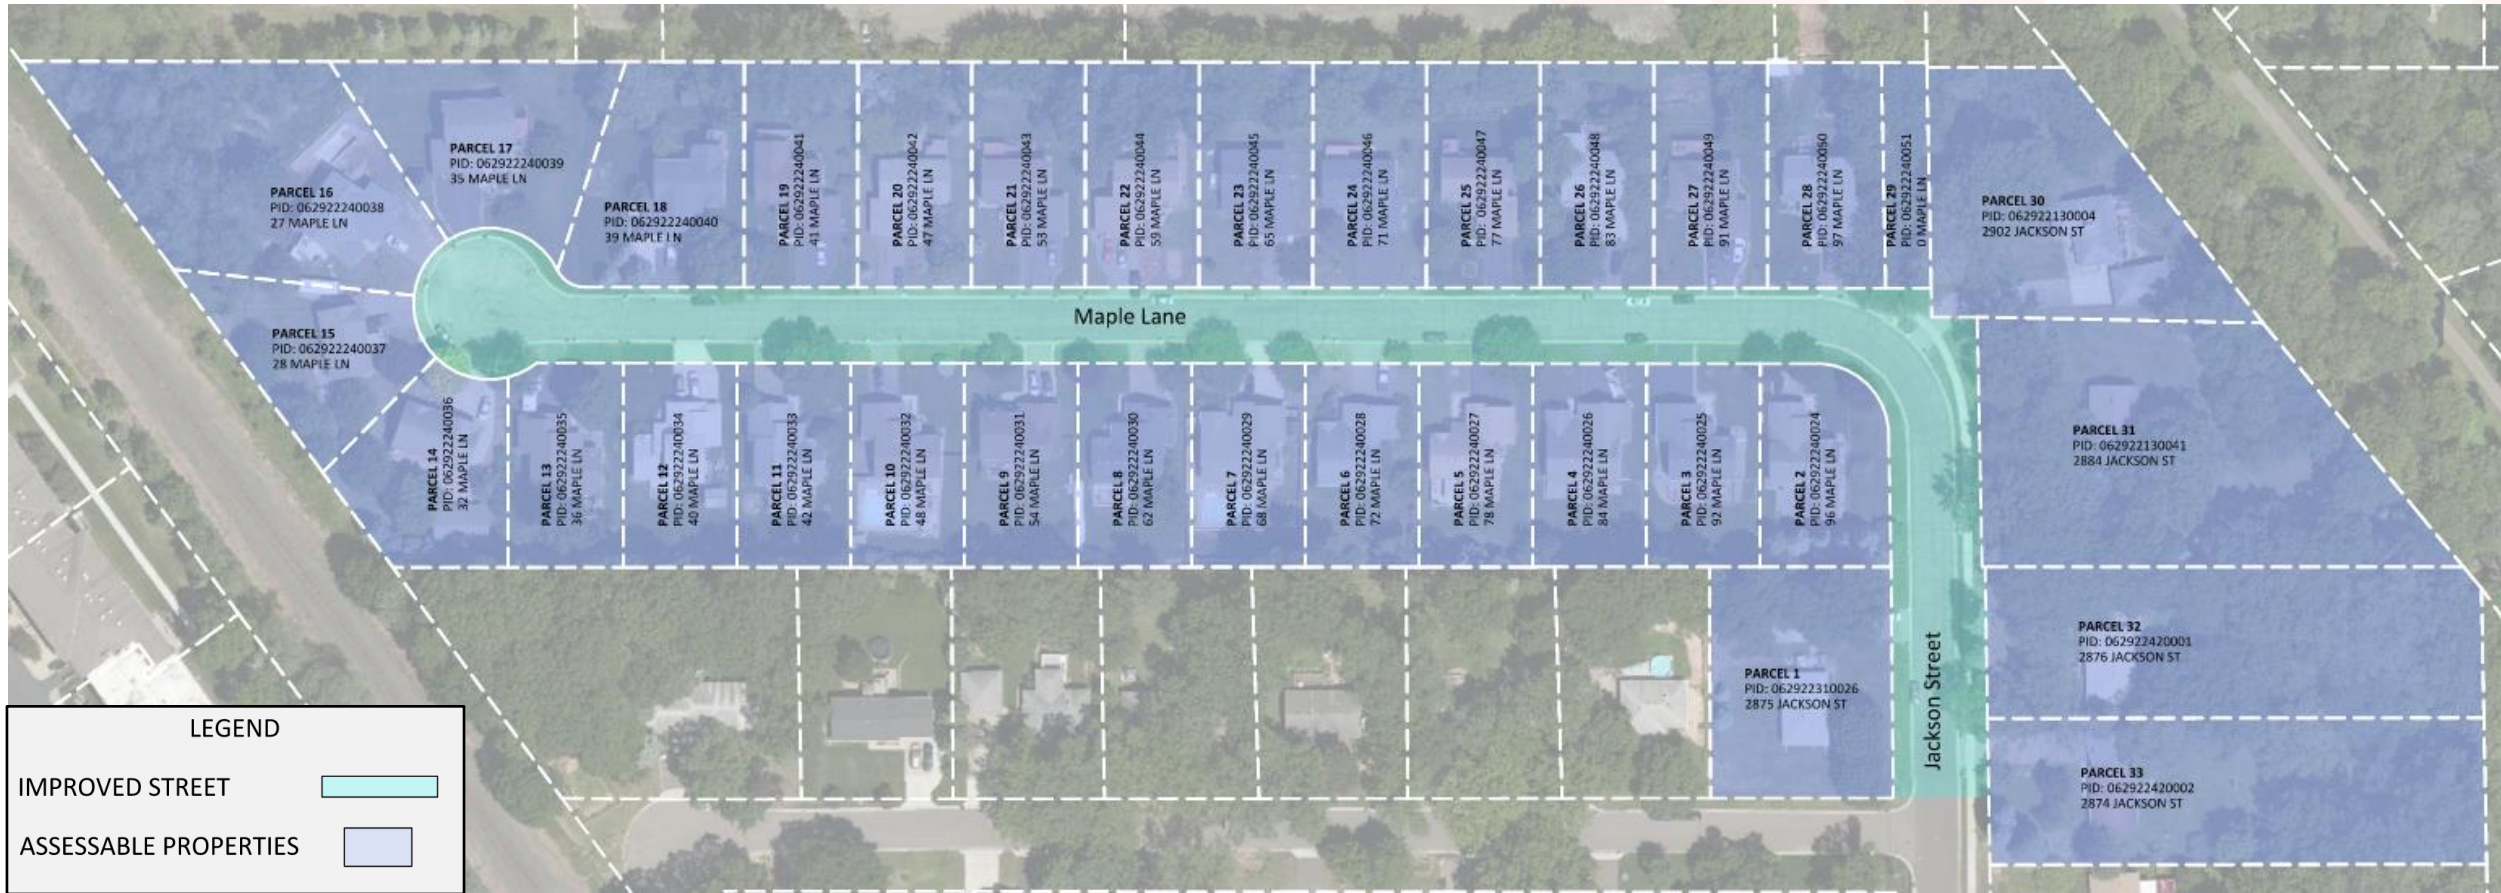 PARCEL 16
PID: 062922240038
27 MAPLE LN
PARCEL 17
PID: 062922240039
35 MAPLE LN
PARCEL 18
PID: 062922240040
39 MAPLE LN
PARCEL 19
PID: 062922240041
41 MAPLE LN
PARCEL 20
PID: 062922240042
47 MAPLE LN
PARCEL 21
PID: 062922240043
53 MAPLE LN
PARCEL 22
PID: 062922240044
59 MAPLE LN
PARCEL 23
PID: 062922240045
65 MAPLE LN
PARCEL 24
PID: 062922240046
71 MAPLE LN
PARCEL 25
PID: 062922240047
77 MAPLE LN
PARCEL 26
PID: 062922240048
83 MAPLE LN
PARCEL 27
PID: 062922240049
91 MAPLE LN
PARCEL 28
PID: 062922240050
97 MAPLE LN
PARCEL 29
PID: 062922240051
0 MAPLE LN
PARCEL 30
PID: 062922130004
2902 JACKSON ST
Maple Lane
PARCEL 15
PID: 062922240037
28 MAPLE LN
PARCEL 14
PID: 062922240036
32 MAPLE LN
PARCEL 13
PID: 062922240035
36 MAPLE LN
PARCEL 12
PID: 062922240034
40 MAPLE LN
PARCEL 11
PID: 062922240033
42 MAPLE LN
PARCEL 10
PID: 062922240032
48 MAPLE LN
PARCEL 9
PID: 062922240031
54 MAPLE LN
PARCEL 8
PID: 062922240030
62 MAPLE LN
PARCEL 7
PID: 062922240029
68 MAPLE LN
PARCEL 6
PID: 062922240028
72 MAPLE LN
PARCEL 5
PID: 062922240027
78 MAPLE LN
PARCEL 4
PID: 062922240026
84 MAPLE LN
PARCEL 3
PID: 062922240025
92 MAPLE LN
PARCEL 2
PID: 062922240024
96 MAPLE LN
PARCEL 31
PID: 062922130041
2884 JACKSON ST
PARCEL 32
PID: 062922420001
2876 JACKSON ST
PARCEL 1
PID: 062922310026
2875 JACKSON ST
Jackson Street
PARCEL 33
PID: 062922420002
2874 JACKSON ST
LEGEND
IMPROVED STREET
ASSESSABLE PROPERTIES